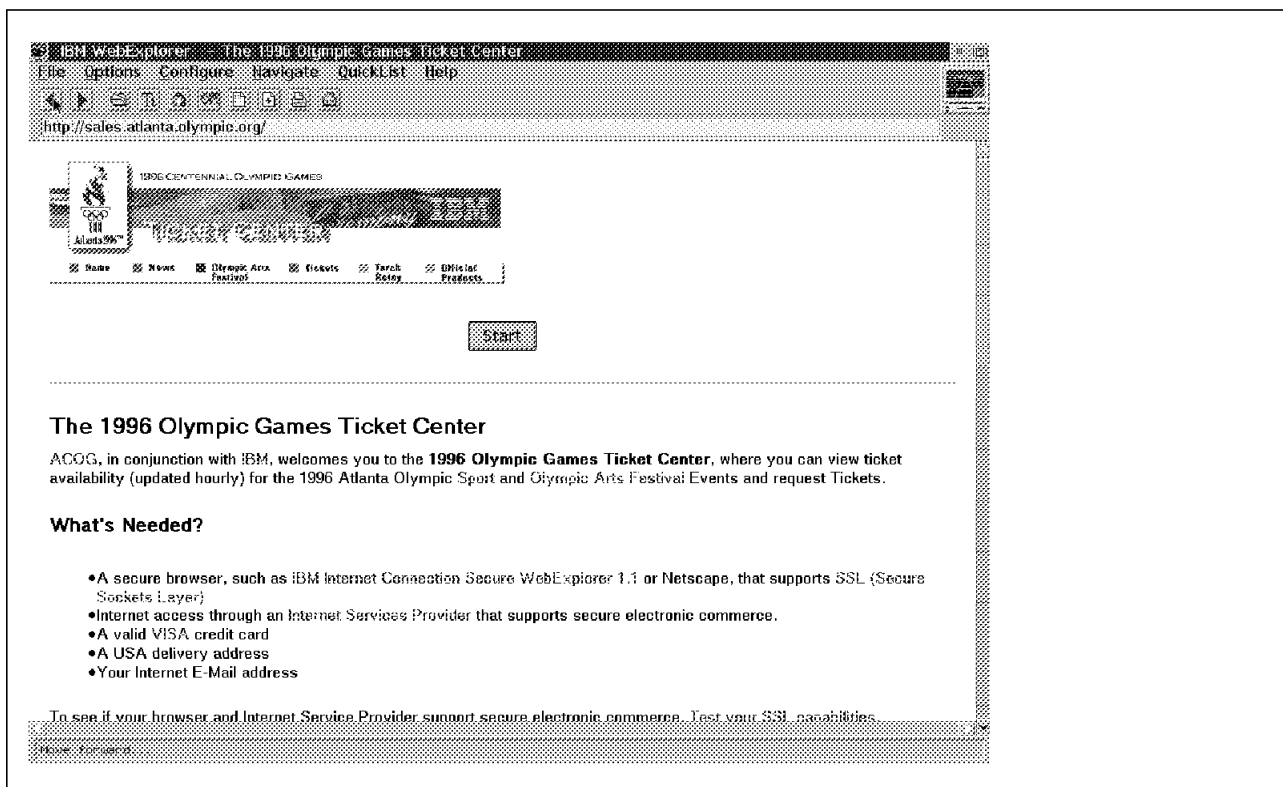 IBM WebExplorer - The 1996 Olympic Games Ticket Center
File Options Configure Navigate QuickList Help
http://sales.atlanta.olympic.org/
1996 CENTENNIAL OLYMPIC GAMES
IBM
TICKET CENTER
Atlanta 1996™
Home News Olympic Arts Festival Tickets Torch Relay Official Products
Start
The 1996 Olympic Games Ticket Center
ACOG, in conjunction with IBM, welcomes you to the 1996 Olympic Games Ticket Center, where you can view ticket
availability (updated hourly) for the 1996 Atlanta Olympic Sport and Olympic Arts Festival Events and request Tickets.
What's Needed?
●A secure browser, such as IBM Internet Connection Secure WebExplorer 1.1 or Netscape, that supports SSL (Secure
Sockets Layer)
●Internet access through an Internet Services Provider that supports secure electronic commerce.
●A valid VISA credit card
●A USA delivery address
●Your Internet E-Mail address
To see if your browser and Internet Service Provider support secure electronic commerce, Test your SSL capabilities.
Move forward...